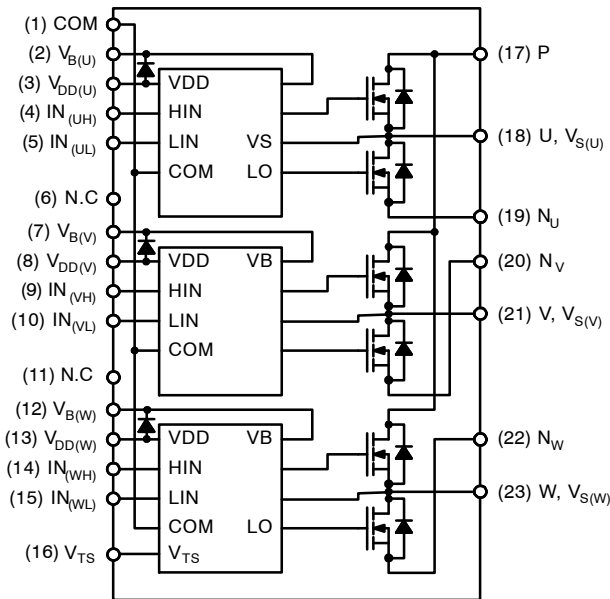 (1) COM
(2) V_B(U)
(3) V_DD(U)
(4) IN_(UH)
(5) IN_(UL)
(6) N.C
(7) V_B(V)
(8) V_DD(V)
(9) IN_(VH)
(10) IN_(VL)
(11) N.C
(12) V_B(W)
(13) V_DD(W)
(14) IN_(WH)
(15) IN_(WL)
(16) V_TS
VDD
HIN
LIN VS
COM LO
VDD VB
HIN
LIN
COM
VDD VB
HIN
LIN
COM LO
V_TS
(17) P
(18) U, V_S(U)
(19) N_U
(20) N_V
(21) V, V_S(V)
(22) N_W
(23) W, V_S(W)